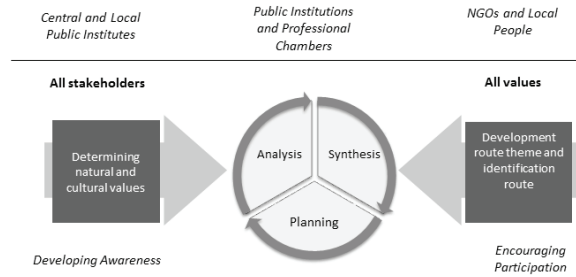 Central and Local
Public Institutes
Public Institutions
and Professional
Chambers
NGOs and Local
People
All stakeholders
All values
Determining
natural and
cultural values
Analysis
Synthesis
Planning
Development
route theme and
identification
route
Developing Awareness
Encouraging
Participation